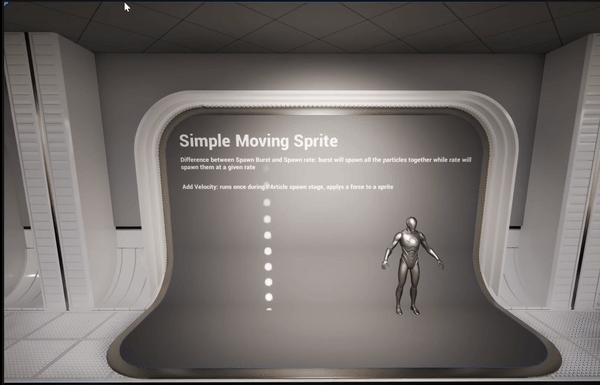 Simple Moving Sprite
Difference between Spawn Burst and Spawn rate: burst will spawn all the particles together while rate will
spawn them at a given rate
Add Velocity: runs once during PArticle spawn stage, applys a force to a sprite